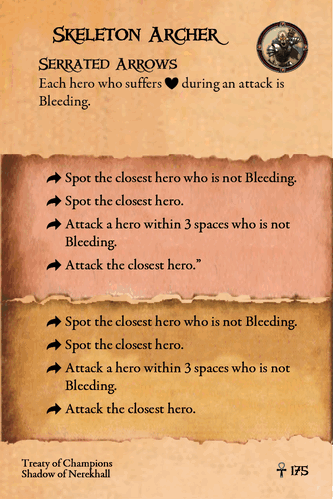 Skeleton Archer
Serrated Arrows
Each hero who suffers ♥ during an attack is
Bleeding.
Spot the closest hero who is not Bleeding.
Spot the closest hero.
Attack a hero within 3 spaces who is not
Bleeding.
Attack the closest hero.”
Spot the closest hero who is not Bleeding.
Spot the closest hero.
Attack a hero within 3 spaces who is not
Bleeding.
Attack the closest hero.
Treaty of Champions
Shadow of Nerekhall
175